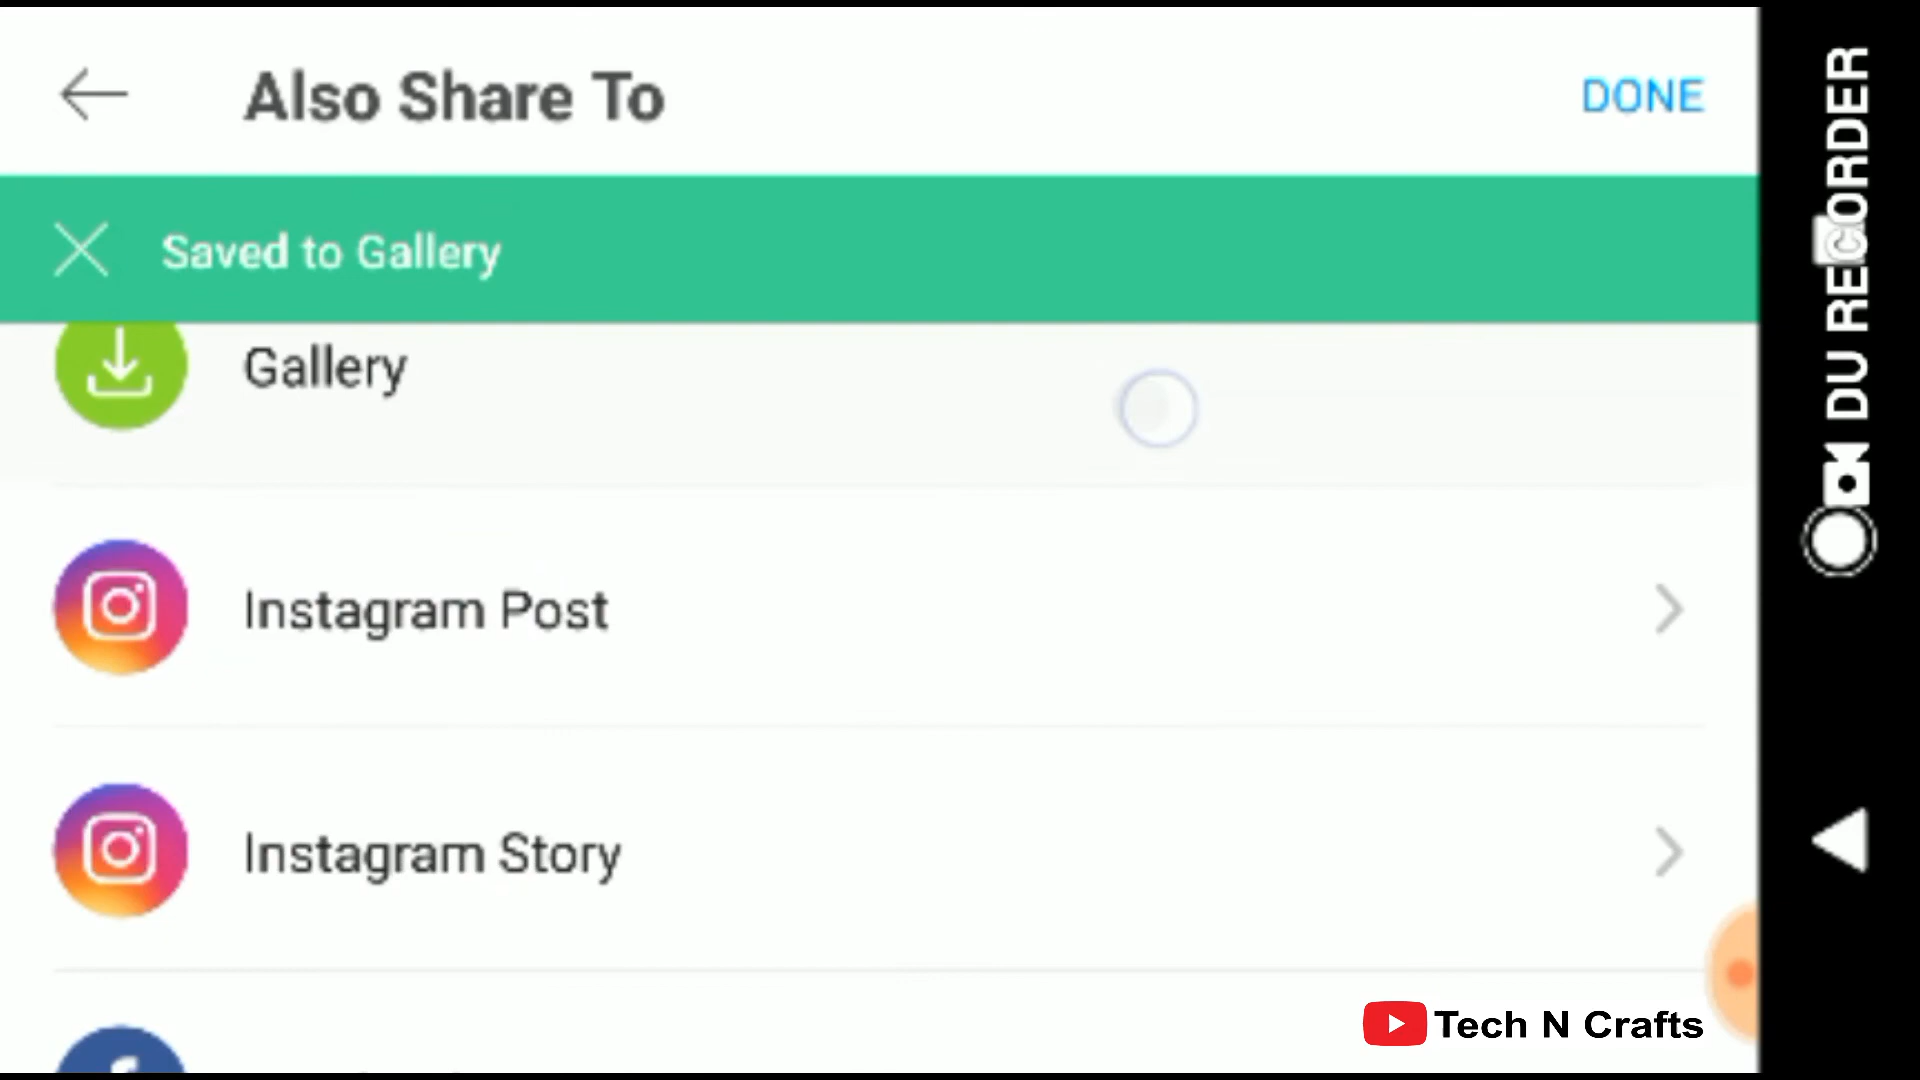 Also Share To
DONE
Saved to Gallery
Gallery
Instagram Post
Instagram Story
Tech N Crafts
DU RECORDER